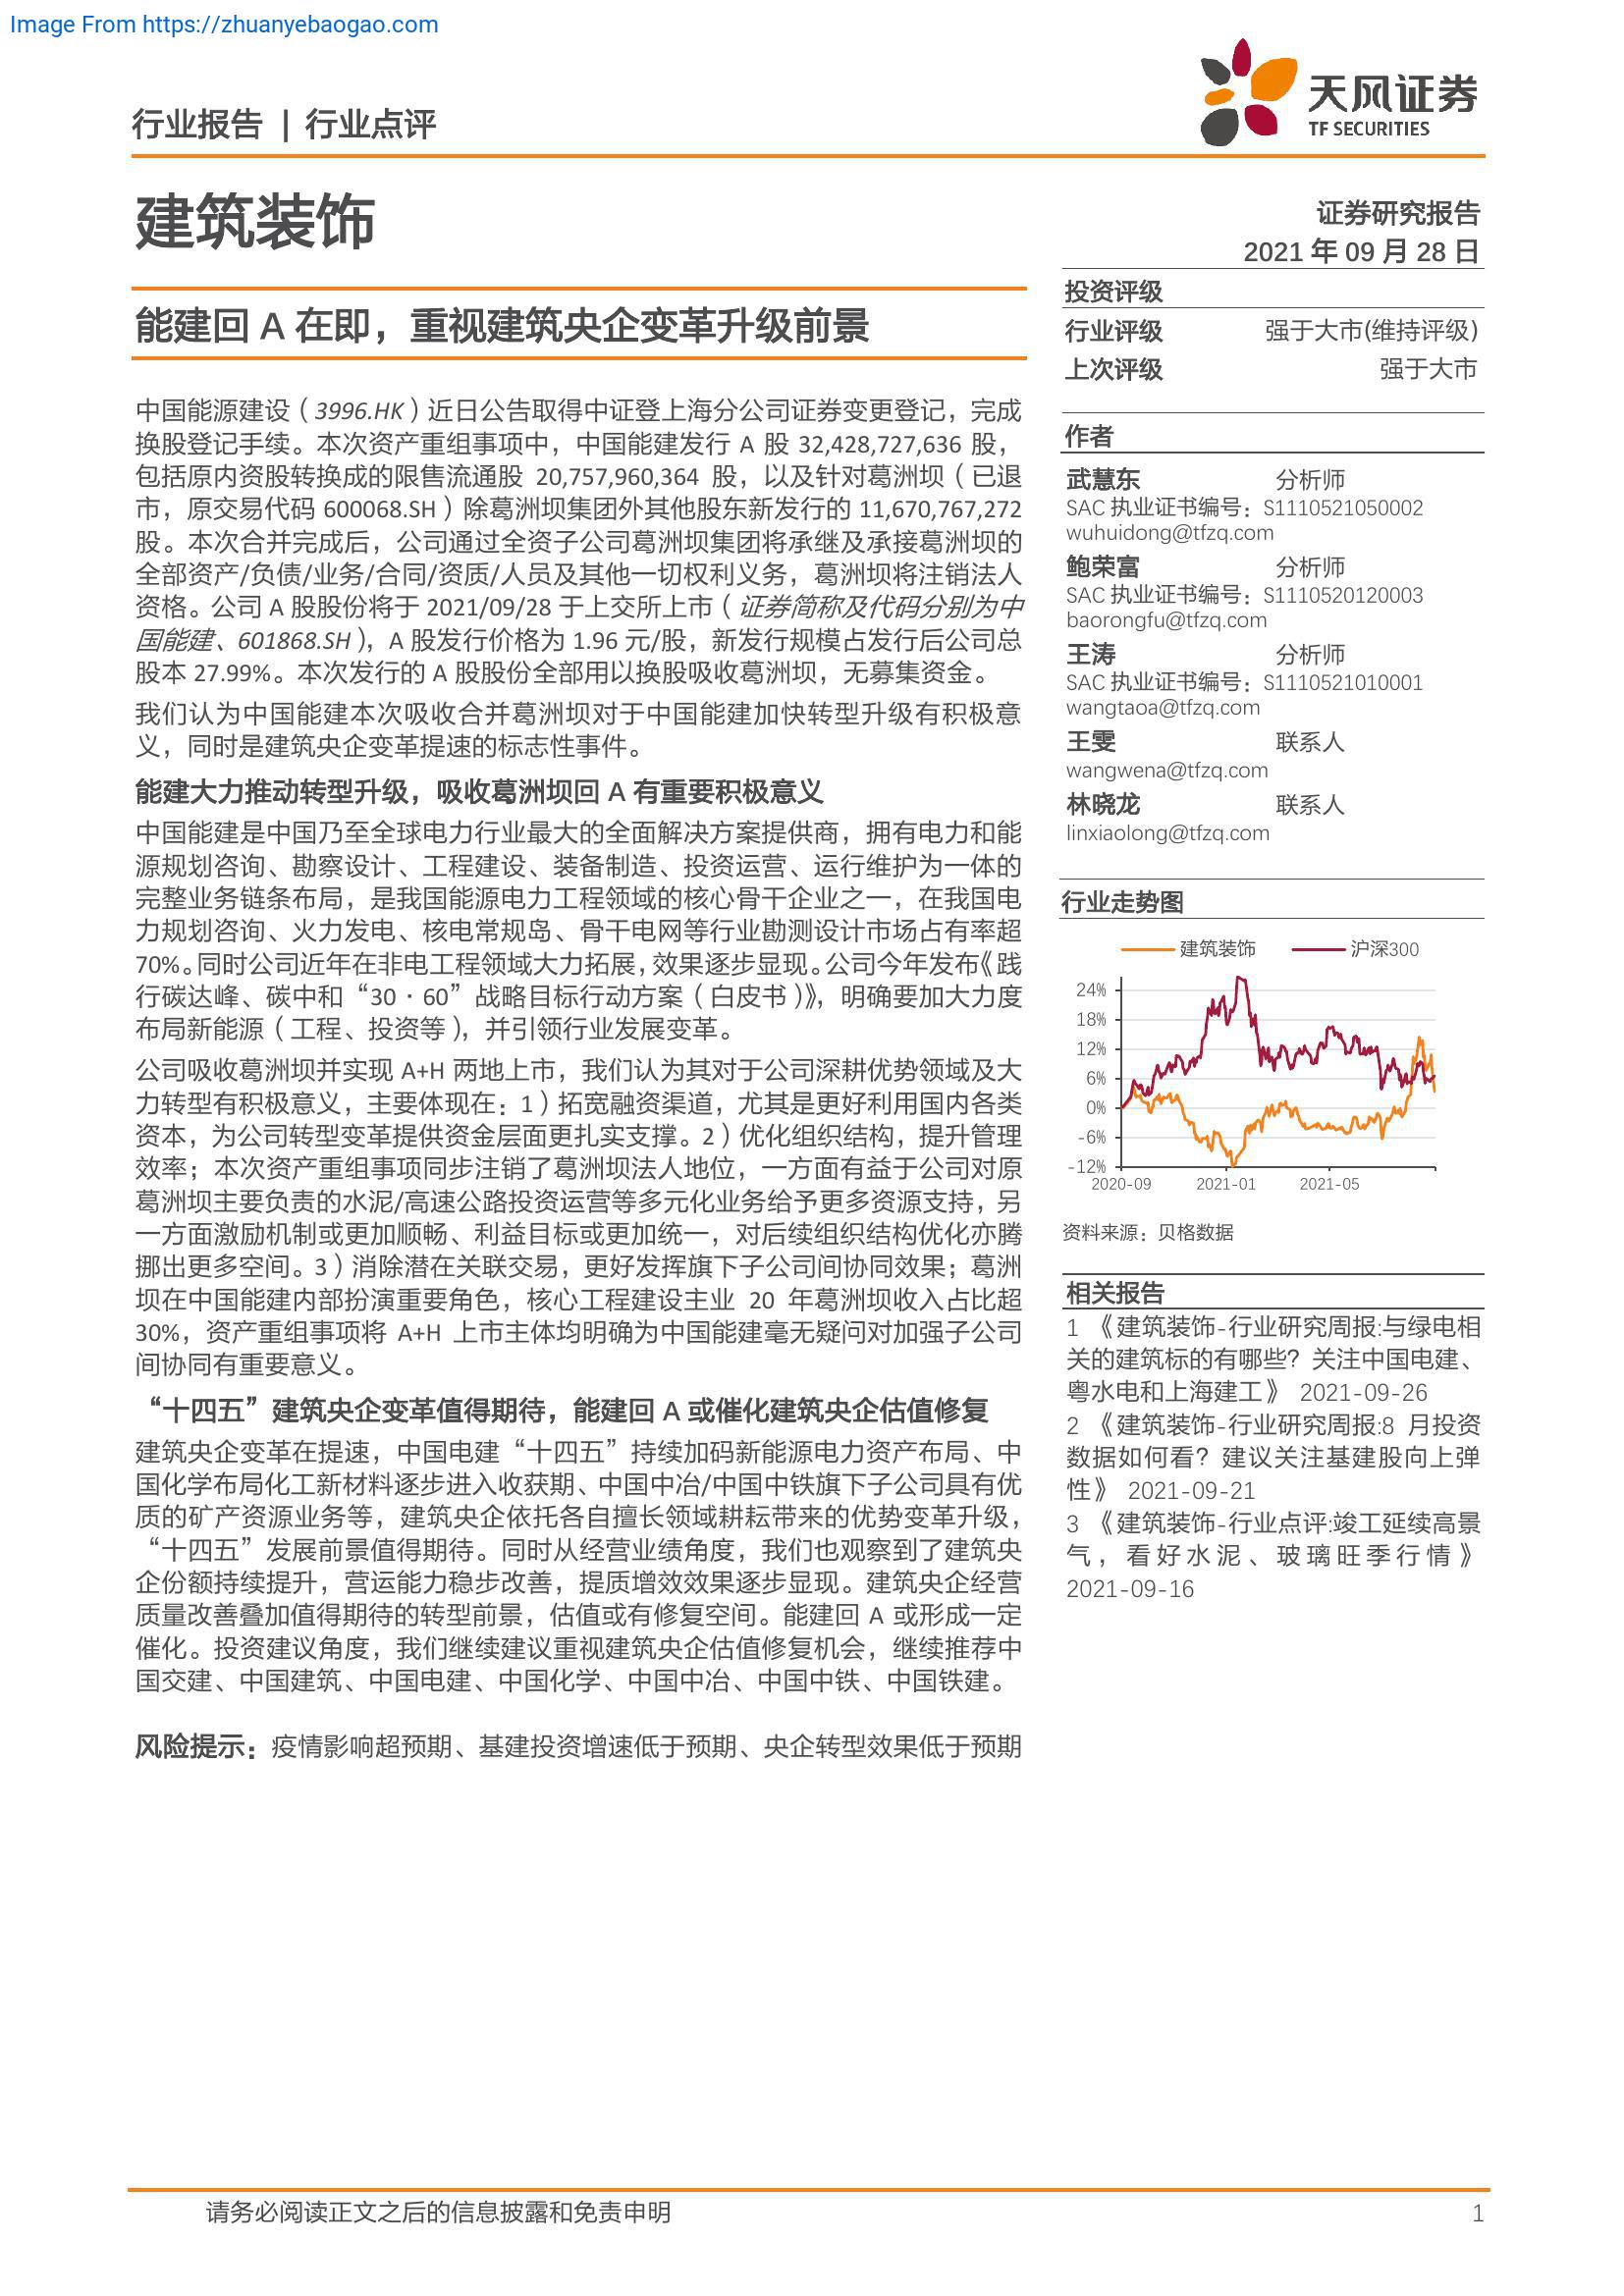 Image From https://zhuanyebaogao.com
行业报告 | 行业点评
天风证券
TF SECURITIES
建筑装饰
证券研究报告
2021 年 09 月 28 日
能建回 A 在即，重视建筑央企变革升级前景
中国能源建设（3996.HK）近日公告取得中证登上海分公司证券变更登记，完成
换股登记手续。本次资产重组事项中，中国能建发行 A 股 32,428,727,636 股，
包括原内资股转换成的限售流通股 20,757,960,364 股，以及针对葛洲坝（已退
市，原交易代码 600068.SH）除葛洲坝集团外其他股东新发行的 11,670,767,272
股。本次合并完成后，公司通过全资子公司葛洲坝集团将承继及承接葛洲坝的
全部资产/负债/业务/合同/资质/人员及其他一切权利义务，葛洲坝将注销法人
资格。公司 A 股股份将于 2021/09/28 于上交所上市（证券简称及代码分别为中
国能建、601868.SH），A 股发行价格为 1.96 元/股，新发行规模占发行后公司总
股本 27.99%。本次发行的 A 股股份全部用以换股吸收葛洲坝，无募集资金。
我们认为中国能建本次吸收合并葛洲坝对于中国能建加快转型升级有积极意
义，同时是建筑央企变革提速的标志性事件。
能建大力推动转型升级，吸收葛洲坝回 A 有重要积极意义
中国能建是中国乃至全球电力行业最大的全面解决方案提供商，拥有电力和能
源规划咨询、勘察设计、工程建设、装备制造、投资运营、运行维护为一体的
完整业务链条布局，是我国能源电力工程领域的核心骨干企业之一，在我国电
力规划咨询、火力发电、核电常规岛、骨干电网等行业勘测设计市场占有率超
70%。同时公司近年在非电工程领域大力拓展，效果逐步显现。公司今年发布《践
行碳达峰、碳中和“30·60”战略目标行动方案（白皮书）》，明确要加大力度
布局新能源（工程、投资等），并引领行业发展变革。
公司吸收葛洲坝并实现 A+H 两地上市，我们认为其对于公司深耕优势领域及大
力转型有积极意义，主要体现在：1）拓宽融资渠道，尤其是更好利用国内各类
资本，为公司转型变革提供资金层面更扎实支撑。2）优化组织结构，提升管理
效率；本次资产重组事项同步注销了葛洲坝法人地位，一方面有益于公司对原
葛洲坝主要负责的水泥/高速公路投资运营等多元化业务给予更多资源支持，另
一方面激励机制或更加顺畅、利益目标或更加统一，对后续组织结构优化亦腾
挪出更多空间。3）消除潜在关联交易，更好发挥旗下子公司间协同效果；葛洲
坝在中国能建内部扮演重要角色，核心工程建设主业 20 年葛洲坝收入占比超
30%，资产重组事项将 A+H 上市主体均明确为中国能建毫无疑问对加强子公司
间协同有重要意义。
“十四五”建筑央企变革值得期待，能建回 A 或催化建筑央企估值修复
建筑央企变革在提速，中国电建“十四五”持续加码新能源电力资产布局、中
国化学布局化工新材料逐步进入收获期、中国中冶/中国中铁旗下子公司具有优
质的矿产资源业务等，建筑央企依托各自擅长领域耕耘带来的优势变革升级，
“十四五”发展前景值得期待。同时从经营业绩角度，我们也观察到了建筑央
企份额持续提升，营运能力稳步改善，提质增效效果逐步显现。建筑央企经营
质量改善叠加值得期待的转型前景，估值或有修复空间。能建回 A 或形成一定
催化。投资建议角度，我们继续建议重视建筑央企估值修复机会，继续推荐中
国交建、中国建筑、中国电建、中国化学、中国中冶、中国中铁、中国铁建。
风险提示：疫情影响超预期、基建投资增速低于预期、央企转型效果低于预期
投资评级
行业评级 强于大市(维持评级)
上次评级 强于大市
作者
武慧东 分析师
SAC 执业证书编号：S1110521050002
wuhuidong@tfzq.com
鲍荣富 分析师
SAC 执业证书编号：S1110520120003
baorongfu@tfzq.com
王涛 分析师
SAC 执业证书编号：S1110521010001
wangtaoa@tfzq.com
王雯 联系人
wangwena@tfzq.com
林晓龙 联系人
linxiaolong@tfzq.com
行业走势图
建筑装饰 沪深300
24%
18%
12%
6%
0%
-6%
-12%
2020-09 2021-01 2021-05
资料来源：贝格数据
相关报告
1 《建筑装饰-行业研究周报:与绿电相
关的建筑标的有哪些？关注中国电建、
粤水电和上海建工》 2021-09-26
2 《建筑装饰-行业研究周报:8 月投资
数据如何看？建议关注基建股向上弹
性》 2021-09-21
3 《建筑装饰-行业点评:竣工延续高景
气，看好水泥、玻璃旺季行情》
2021-09-16
请务必阅读正文之后的信息披露和免责申明 1